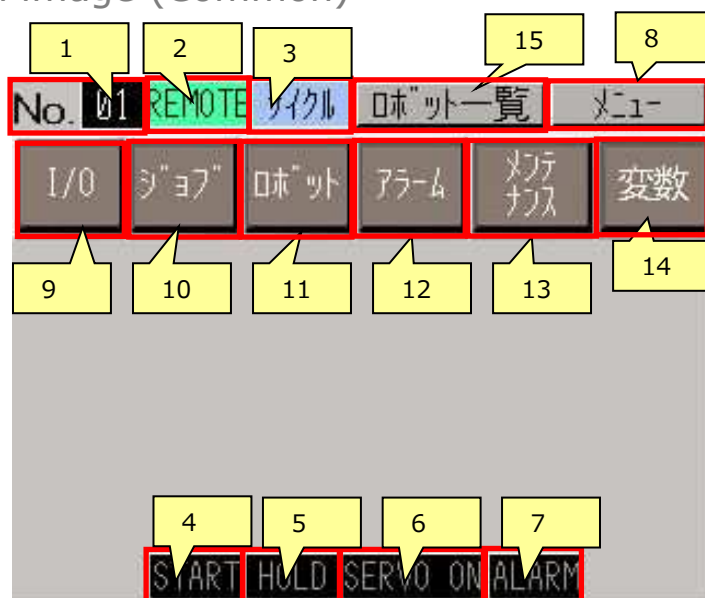 Image (Common)
1 2 3 15 8
No. 01 REMOTE サイクル ロボット一覧 メニュー
I/O ジョブ ロボット アラーム メンテ
ナンス 変数
9 10 11 12 13 14
4 5 6 7
START HOLD SERVO ON ALARM